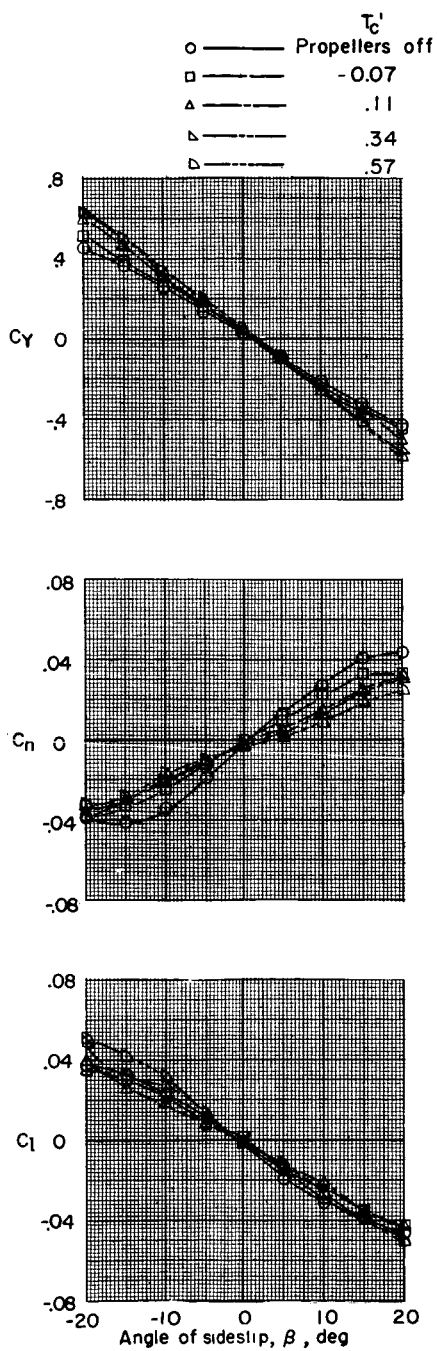 Tc'
Propellers off
-0.07
.11
.34
.57
.8
.4
CY 0
-.4
-.8
.08
.04
Cn 0
-.04
-.08
.08
.04
Cl 0
-.04
-.08
-20 -10 0 10 20
Angle of sideslip, β, deg